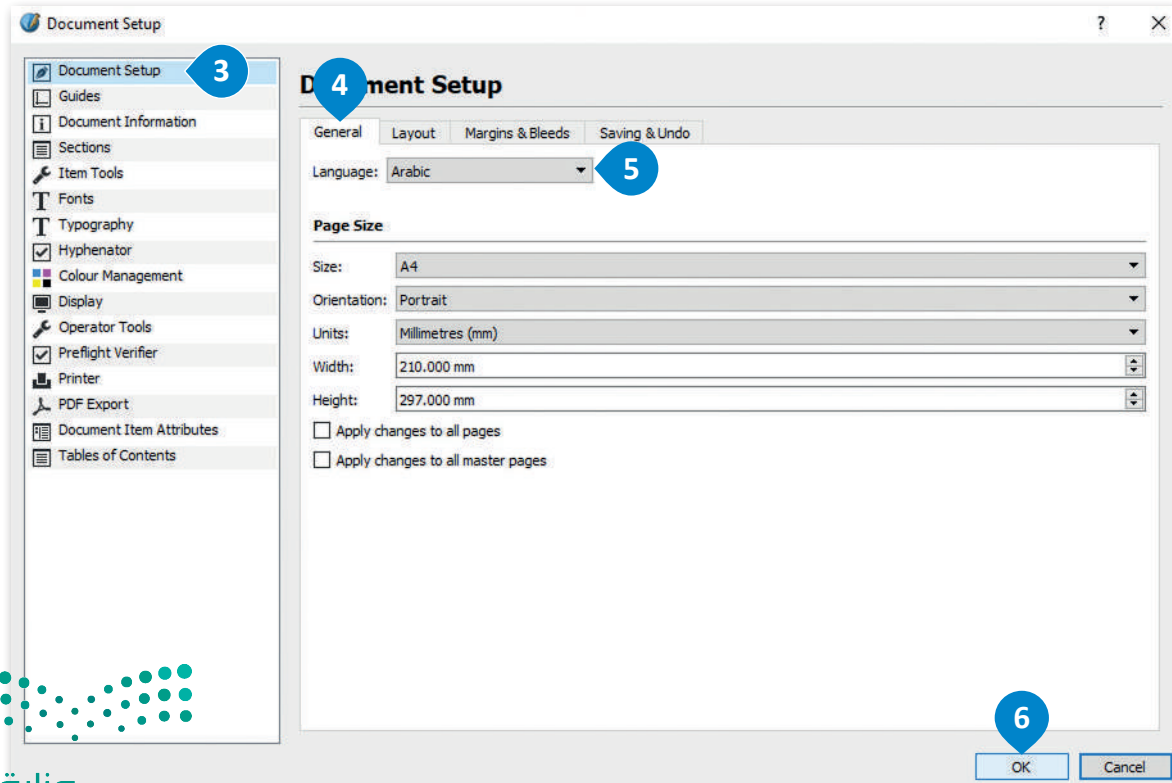 Document Setup
?
Document Setup
3
Guides
Document Information
Sections
Item Tools
Fonts
Typography
Hyphenator
Colour Management
Display
Operator Tools
Preflight Verifier
Printer
PDF Export
Document Item Attributes
Tables of Contents
4
General Layout Margins & Bleeds Saving & Undo
Language: Arabic
5
Page Size
Size: A4
Orientation: Portrait
Units: Millimetres (mm)
Width: 210.000 mm
Height: 297.000 mm
Apply changes to all pages
Apply changes to all master pages
6
OK Cancel